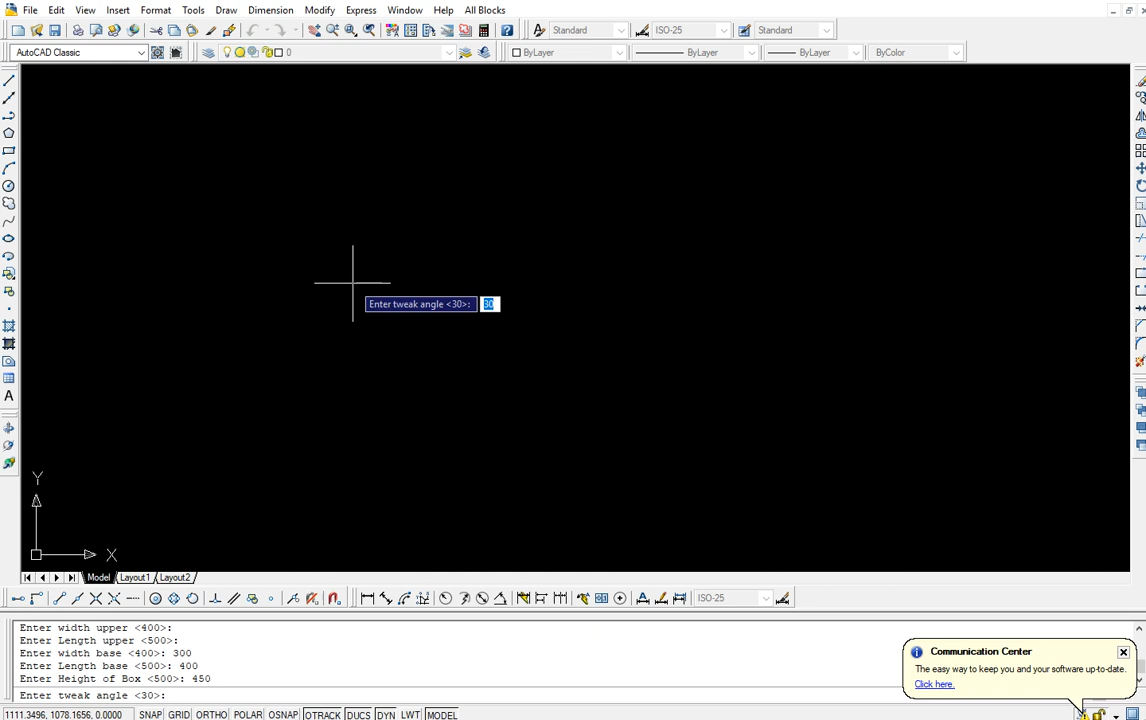 File Edit View Insert Format Tools Draw Dimension Modify Express Window Help All Blocks
Standard ISO-25 Standard
AutoCAD Classic 0 ByLayer ByLayer ByLayer ByColor
Enter tweak angle <30>: 30
Y
X
Model Layout1 Layout2
ISO-25
Enter width upper <400>:
Enter Length upper <500>:
Enter width base <400>: 300
Enter Length base <500>: 400
Enter Height of Box <500>: 450
Enter tweak angle <30>:
Communication Center
The easy way to keep you and your software up-to-date.
Click here.
1111.3496, 1078.1656, 0.0000 SNAP GRID ORTHO POLAR OSNAP OTRACK DUCS DYN LWT MODEL